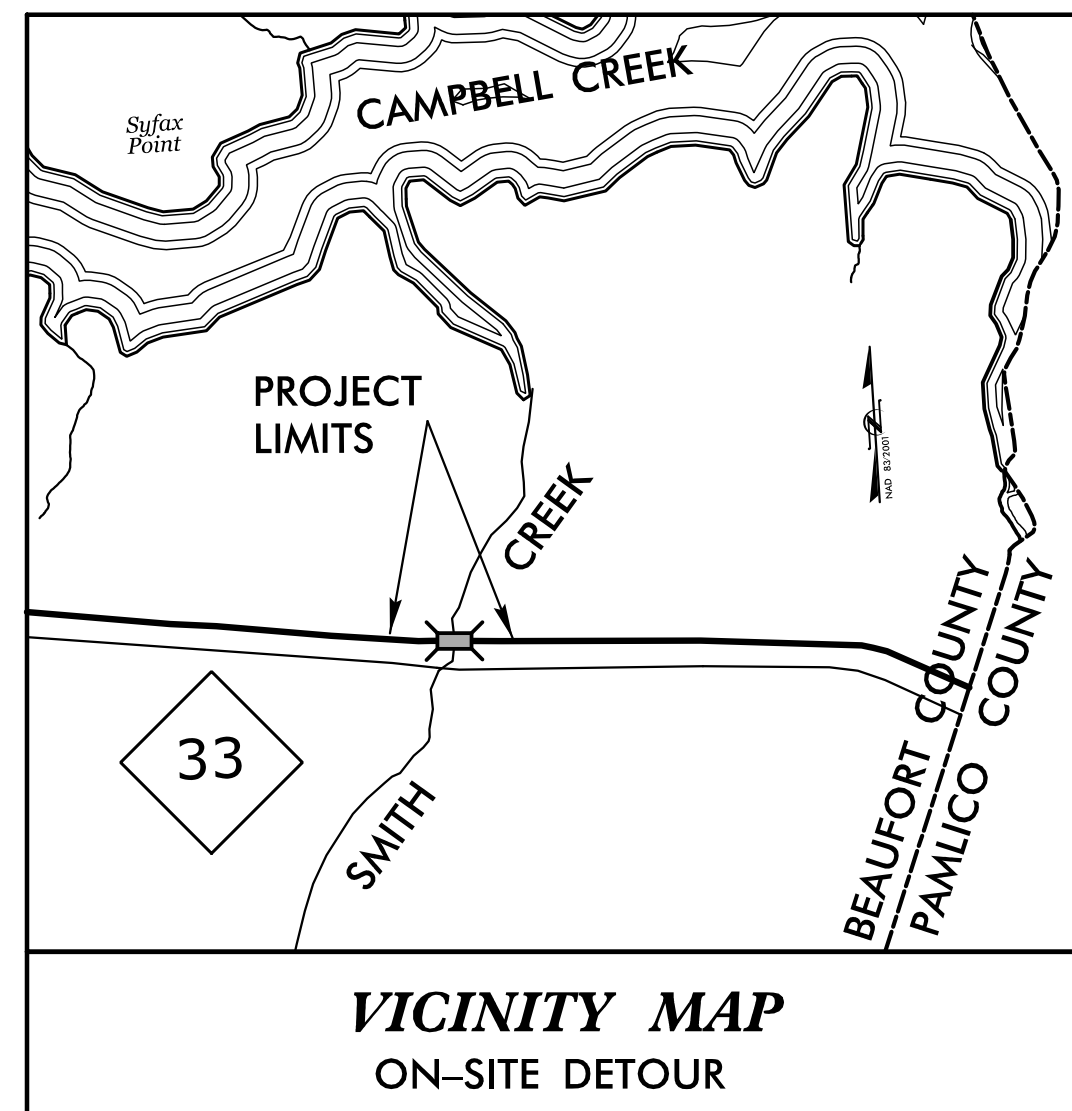 CAMPBELL CREEK
Syfax
Point
PROJECT
LIMITS
NAD 83/2001
CREEK
BEAUFORT COUNTY
PAMLICO COUNTY
33
SMITH
VICINITY MAP
ON–SITE DETOUR